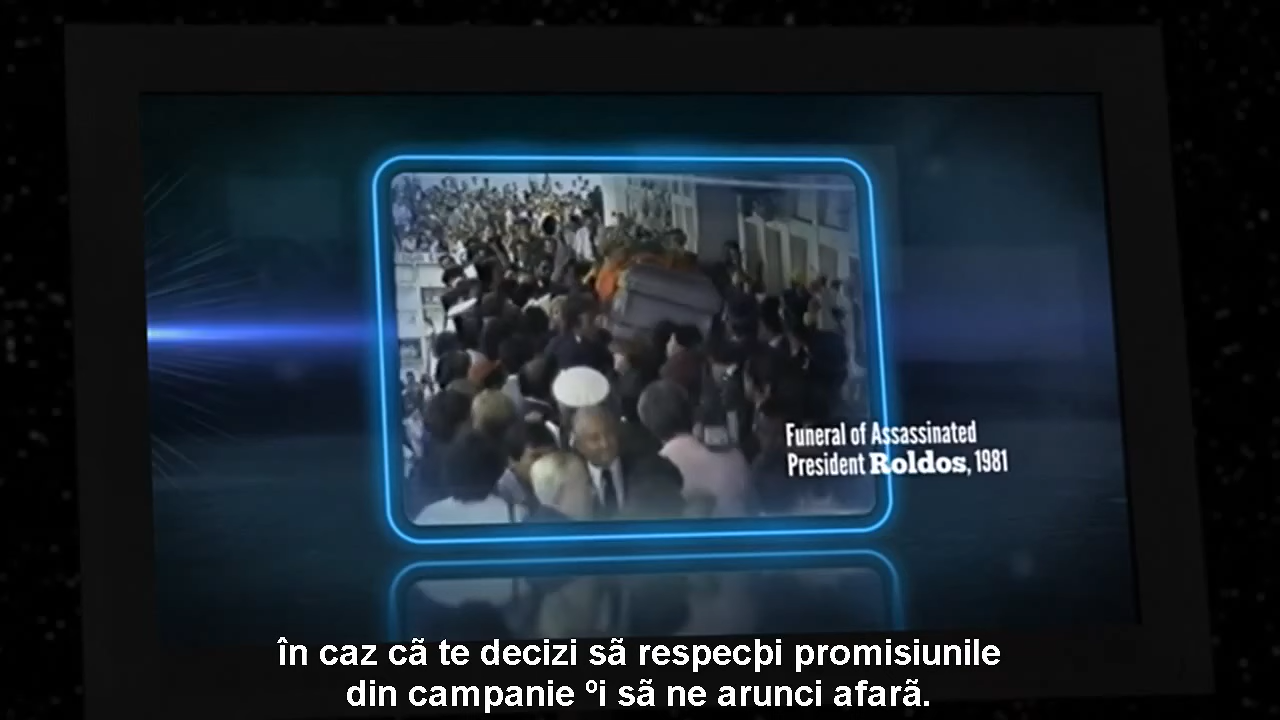 Funeral of Assassinated
President Roldos, 1981
în caz cã te decizi sã respecþi promisiunile
din campanie ºi sã ne arunci afarã.